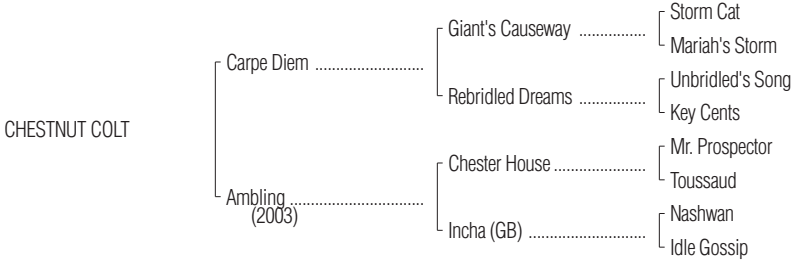 Storm Cat
Giant's Causeway ................
Mariah's Storm
Carpe Diem ..........................
Unbridled's Song
Rebridled Dreams ................
Key Cents
CHESTNUT COLT
Mr. Prospector
Chester House ......................
Toussaud
Ambling ................................
(2003)
Nashwan
Incha (GB) ............................
Idle Gossip